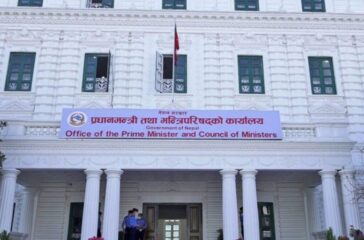 नेपाल सरकार
प्रधानमन्त्री तथा मन्त्रिपरिषद्को कार्यालय
Government of Nepal
Office of the Prime Minister and Council of Ministers